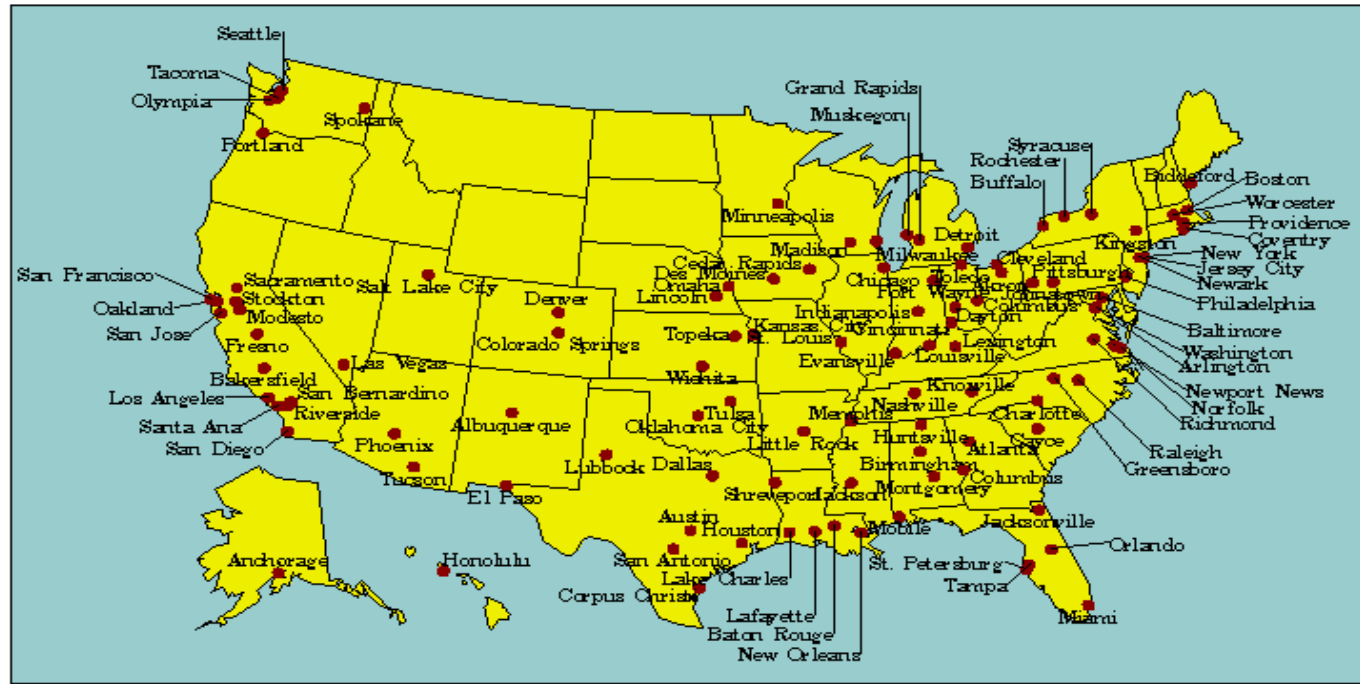 Seattle
Tacoma
Olympia
Spokane
Portland
Grand Rapids
Muskegon
Syracuse
Rochester
Buffalo
Biddeford
Boston
Worcester
Providence
Coventry
Kingston
New York
Jersey City
Newark
Philadelphia
Minneapolis
Madison
Milwaukee
Detroit
Cleveland
Pittsburgh
Cedar Rapids
Des Moines
Omaha
Lincoln
Chicago
Toledo
Akron
Fort Wayne
Columbus
Johnstown
Indianapolis
Dayton
Cincinnati
San Francisco
Sacramento
Oakland
Stockton
San Jose
Modesto
Fresno
Salt Lake City
Denver
Colorado Springs
Topeka
Kansas City
St. Louis
Evansville
Louisville
Lexington
Baltimore
Washington
Arlington
Newport News
Norfolk
Richmond
Bakersfield
Las Vegas
Los Angeles
San Bernardino
Riverside
Santa Ana
San Diego
Phoenix
Tucson
Albuquerque
El Paso
Wichita
Tulsa
Oklahoma City
Little Rock
Memphis
Nashville
Knoxville
Charlotte
Cayce
Raleigh
Greensboro
Huntsville
Atlanta
Birmingham
Columbus
Montgomery
Lubbock
Dallas
Shreveport
Jackson
Mobile
Jacksonville
Austin
Houston
San Antonio
Lake Charles
Corpus Christi
Lafayette
Baton Rouge
New Orleans
Orlando
St. Petersburg
Tampa
Miami
Anchorage
Honolulu